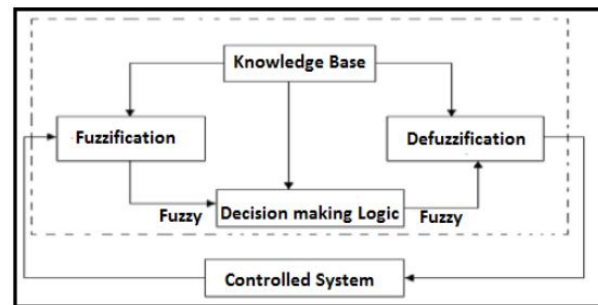 Knowledge Base
Fuzzification
Defuzzification
Fuzzy
Decision making Logic
Fuzzy
Controlled System